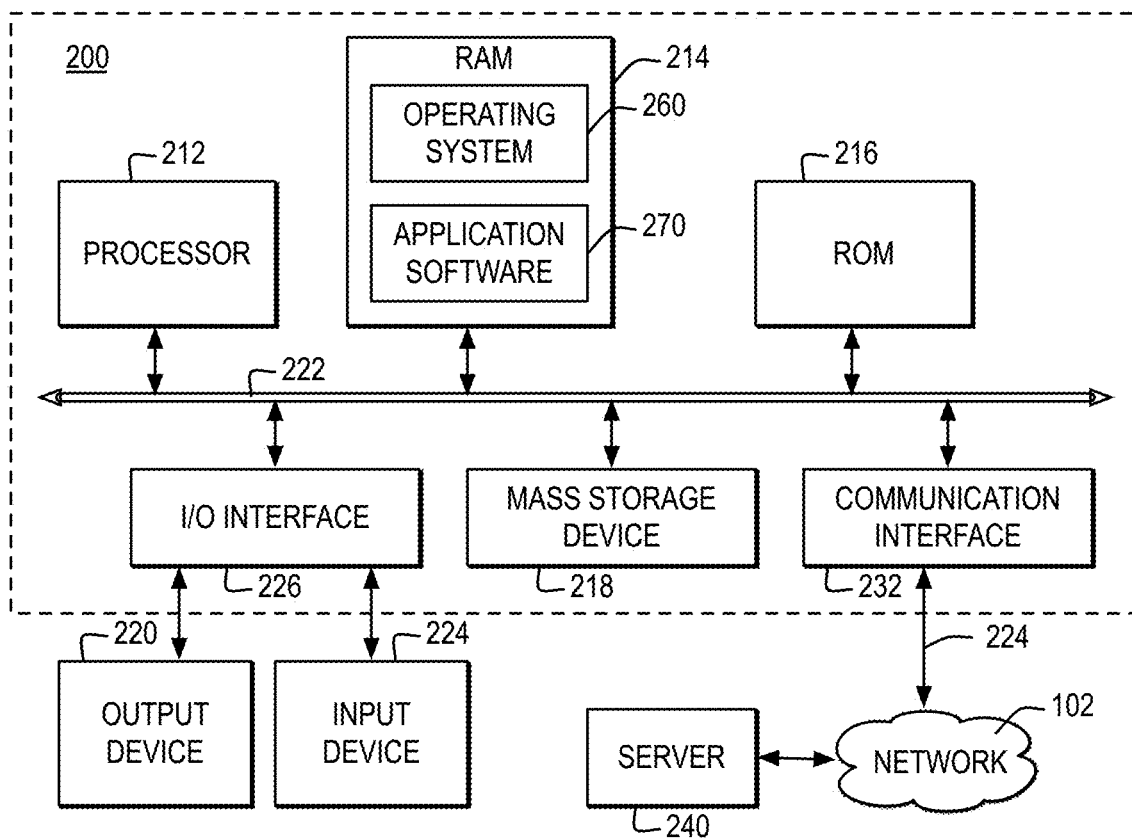 200
RAM
214
OPERATING
SYSTEM
260
212
216
PROCESSOR
APPLICATION
SOFTWARE
270
ROM
222
I/O INTERFACE
MASS STORAGE
DEVICE
COMMUNICATION
INTERFACE
226
218
232
220
224
224
OUTPUT
DEVICE
INPUT
DEVICE
SERVER
NETWORK
102
240